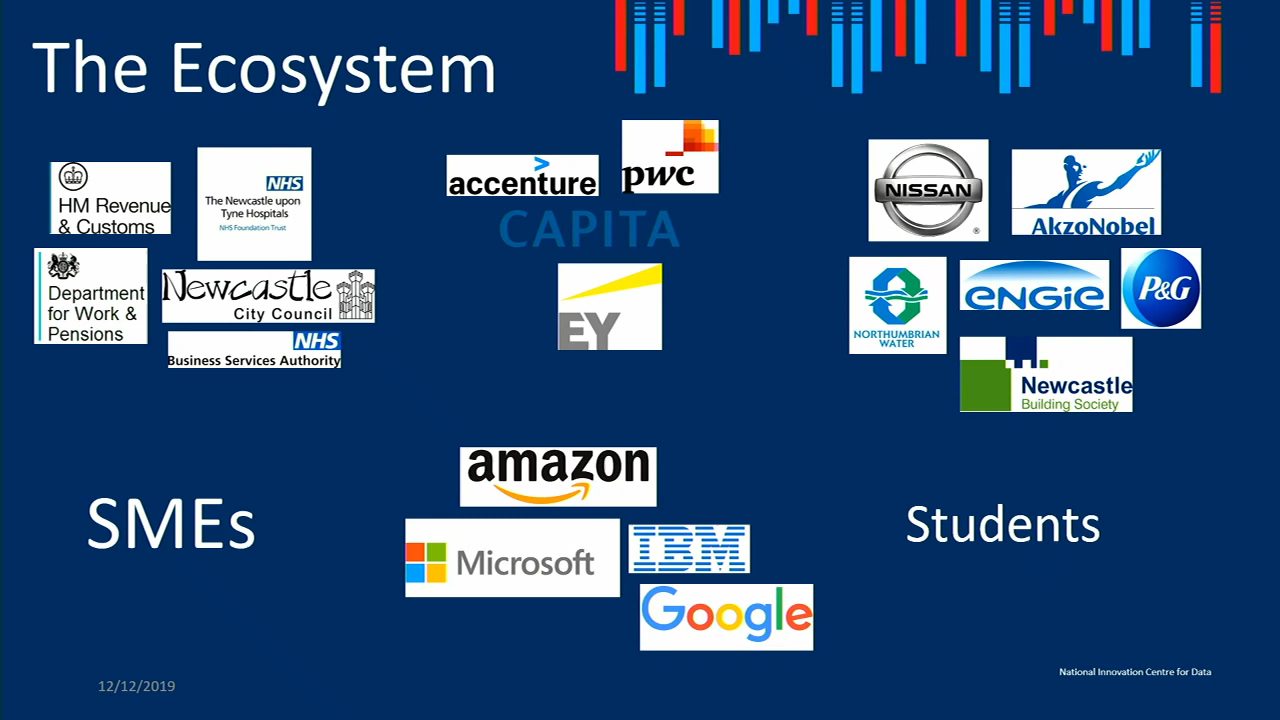 The Ecosystem
HM Revenue
& Customs
NHS
The Newcastle upon
Tyne Hospitals
NHS Foundation Trust
Department
for Work &
Pensions
Newcastle
City Council
NHS
Business Services Authority
accenture
pwc
CAPITA
EY
NISSAN
®
AkzoNobel
NORTHUMBRIAN
WATER
ENGIE
P&G
Newcastle
Building Society
SMEs
amazon
Microsoft
IBM
Google
Students
12/12/2019
National Innovation Centre for Data